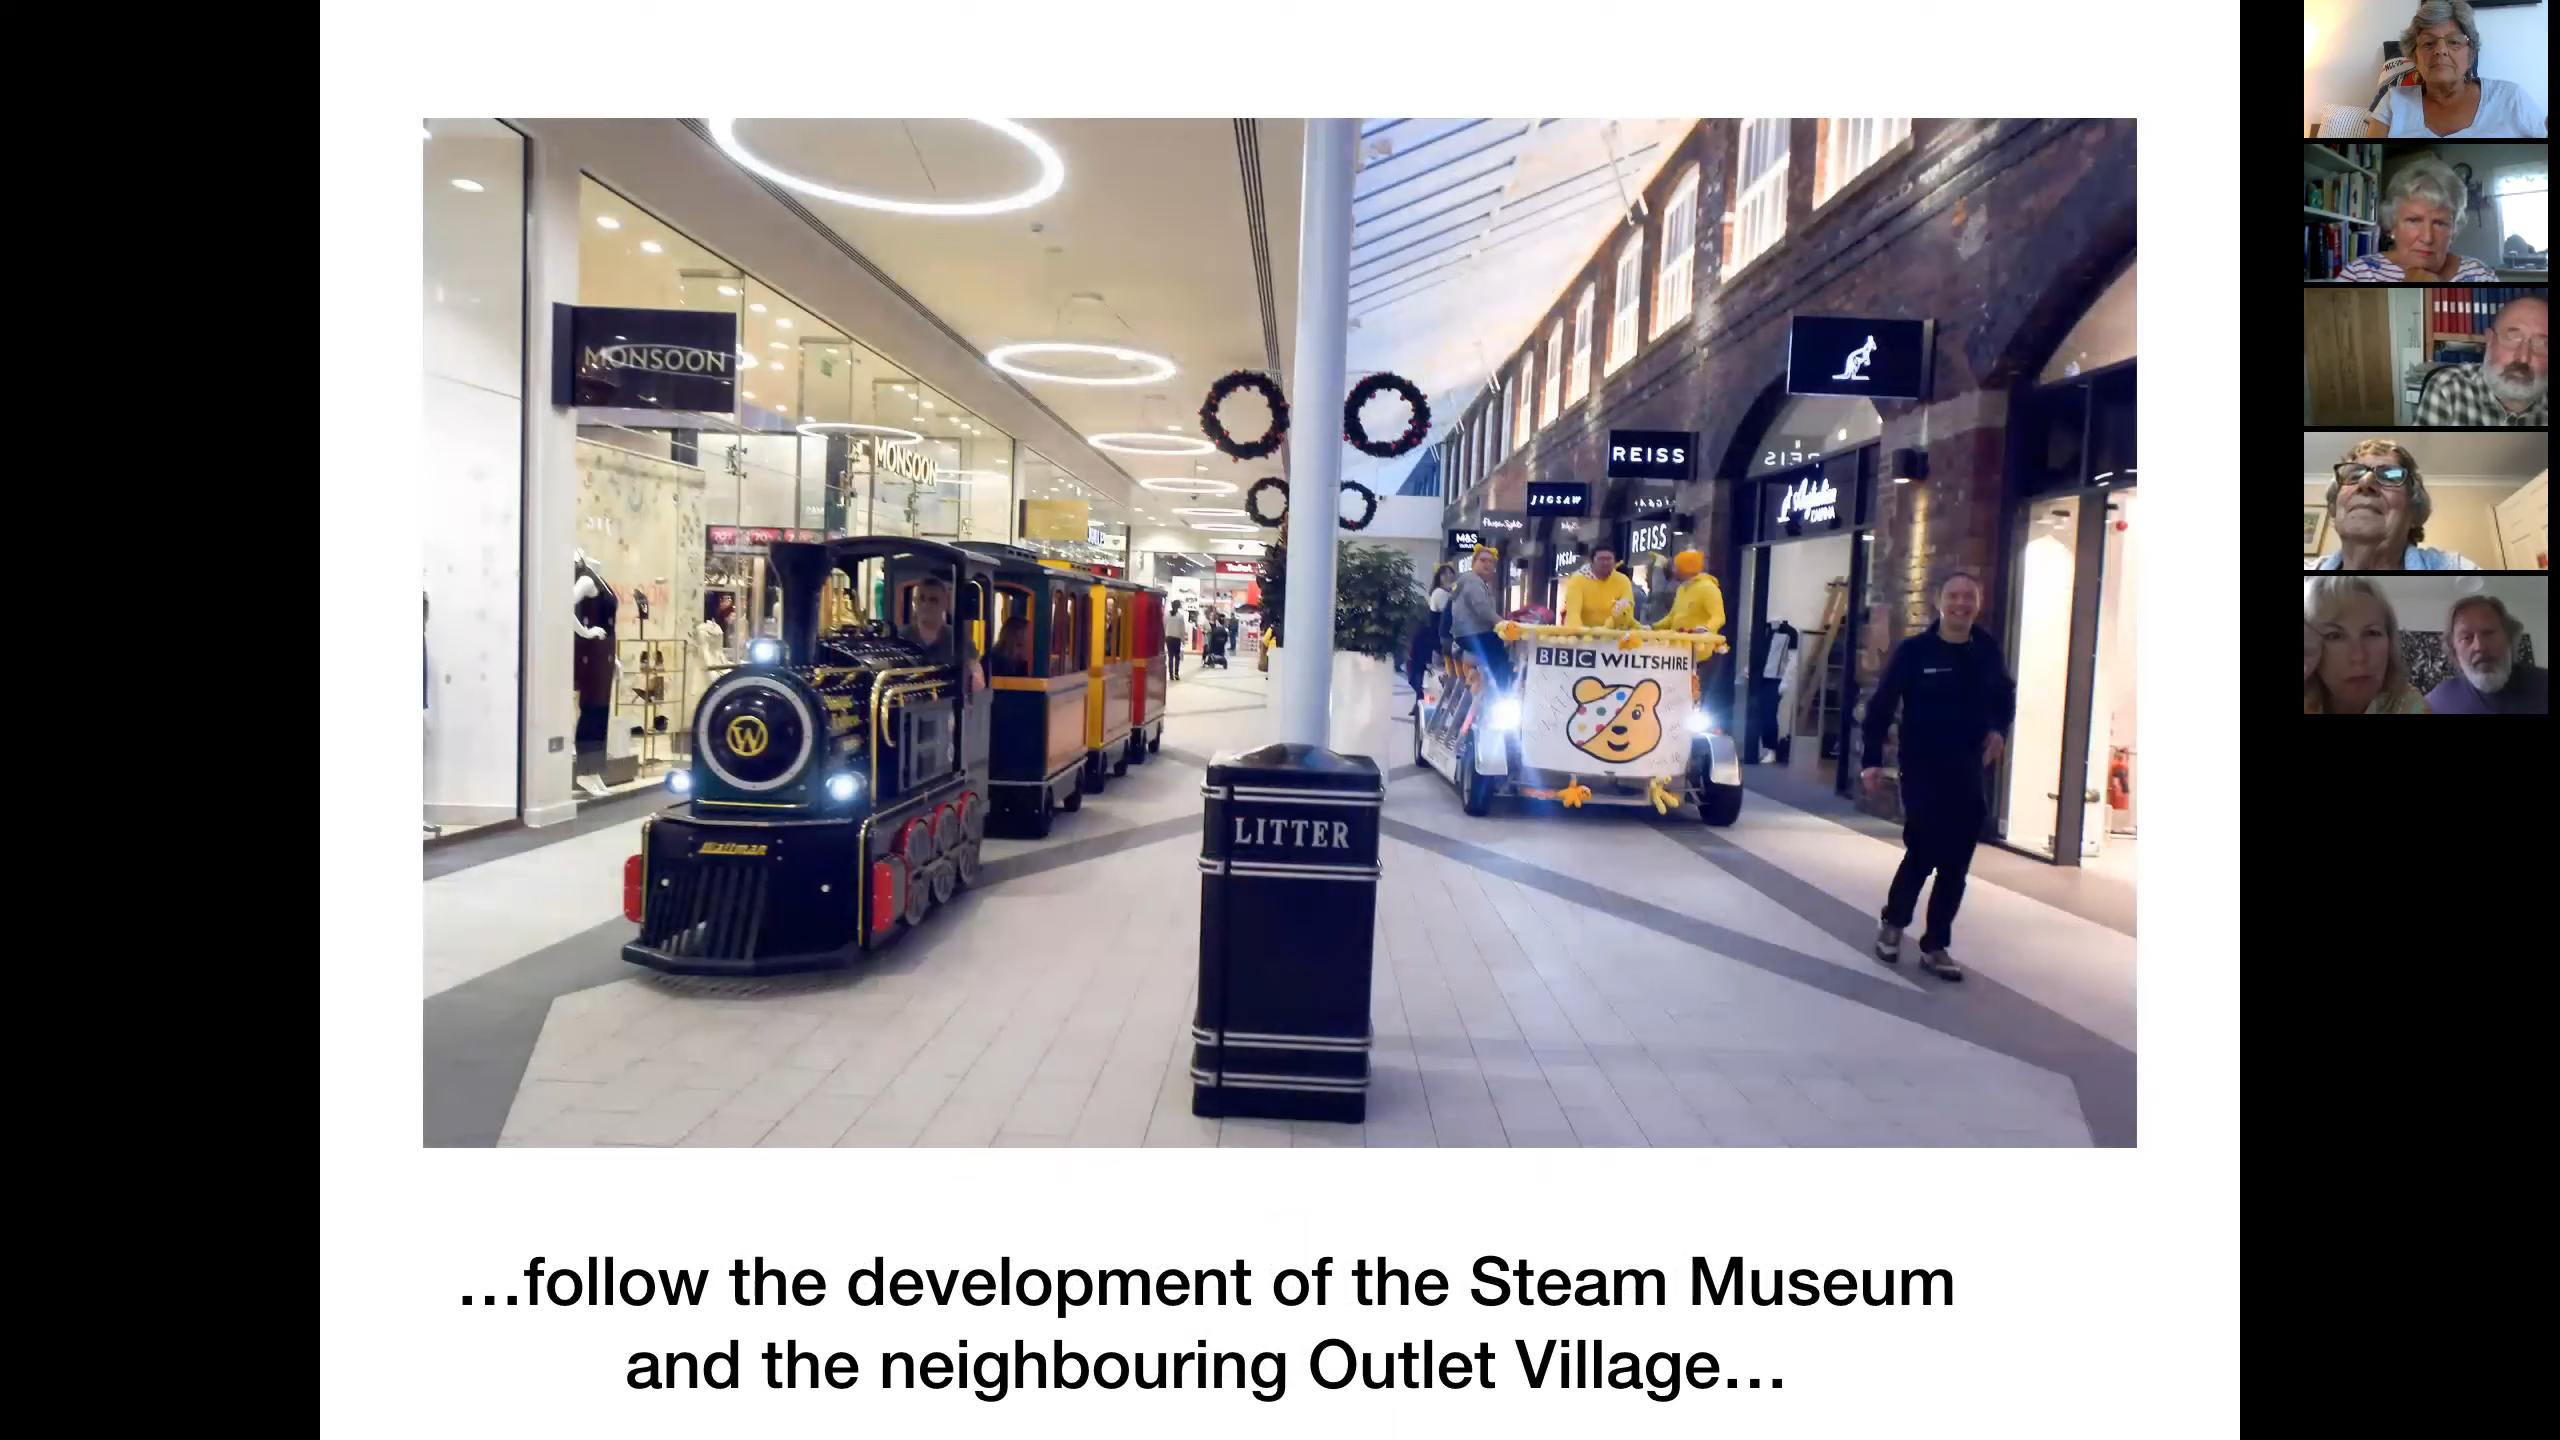 MONSOON
MONSOON
REISS
JIGSAW
REISS
M&S
BBC WILTSHIRE
W
Wattman
LITTER
…follow the development of the Steam Museum
and the neighbouring Outlet Village…